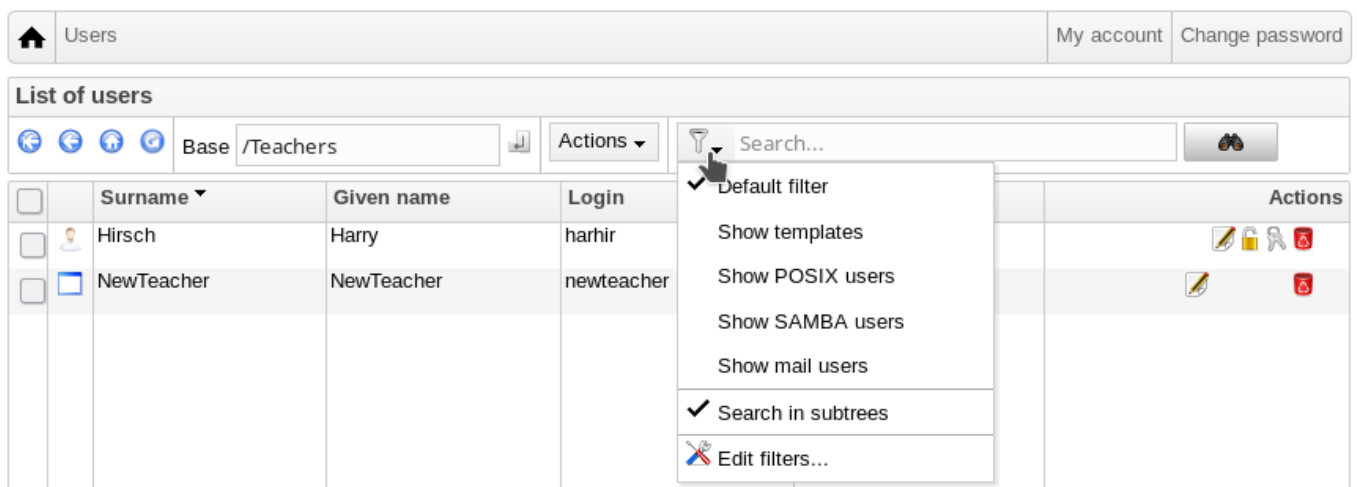 Users My account Change password
List of users
Base /Teachers Actions Search...
Surname Given name Login Actions
Hirsch Harry harhir
NewTeacher NewTeacher newteacher
Default filter
Show templates
Show POSIX users
Show SAMBA users
Show mail users
Search in subtrees
Edit filters...